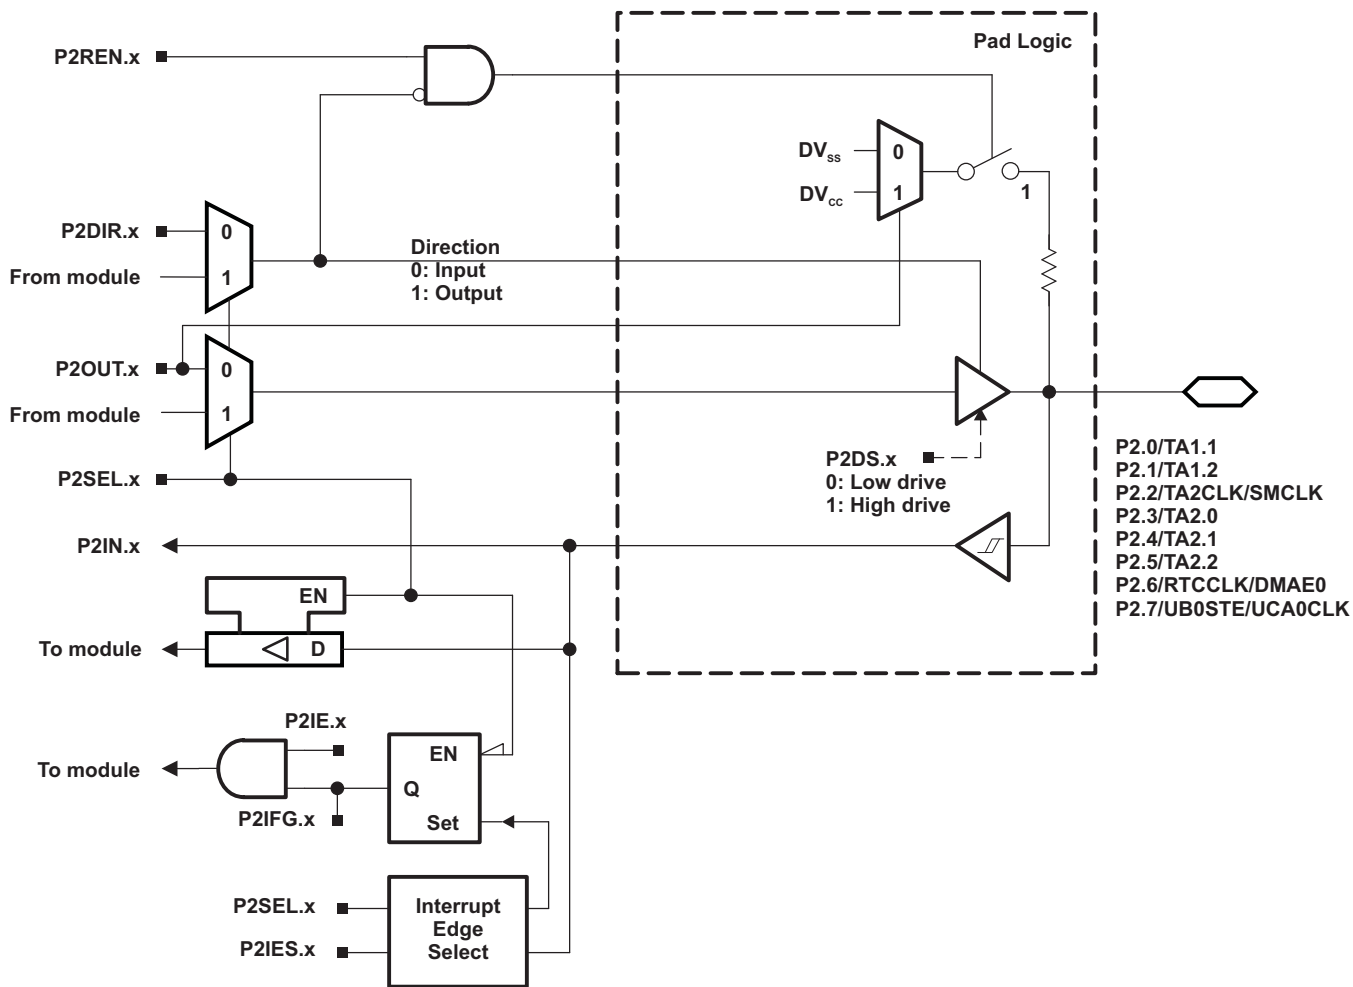 Pad Logic
P2REN.x
DVSS
0
DVCC
1
1
P2DIR.x
0
From module
1
Direction
0: Input
1: Output
P2OUT.x
0
From module
1
P2SEL.x
P2DS.x
0: Low drive
1: High drive
P2.0/TA1.1
P2.1/TA1.2
P2.2/TA2CLK/SMCLK
P2.3/TA2.0
P2.4/TA2.1
P2.5/TA2.2
P2.6/RTCCLK/DMAE0
P2.7/UB0STE/UCA0CLK
P2IN.x
EN
To module
D
P2IE.x
EN
To module
Q
P2IFG.x
Set
P2SEL.x
P2IES.x
Interrupt
Edge
Select